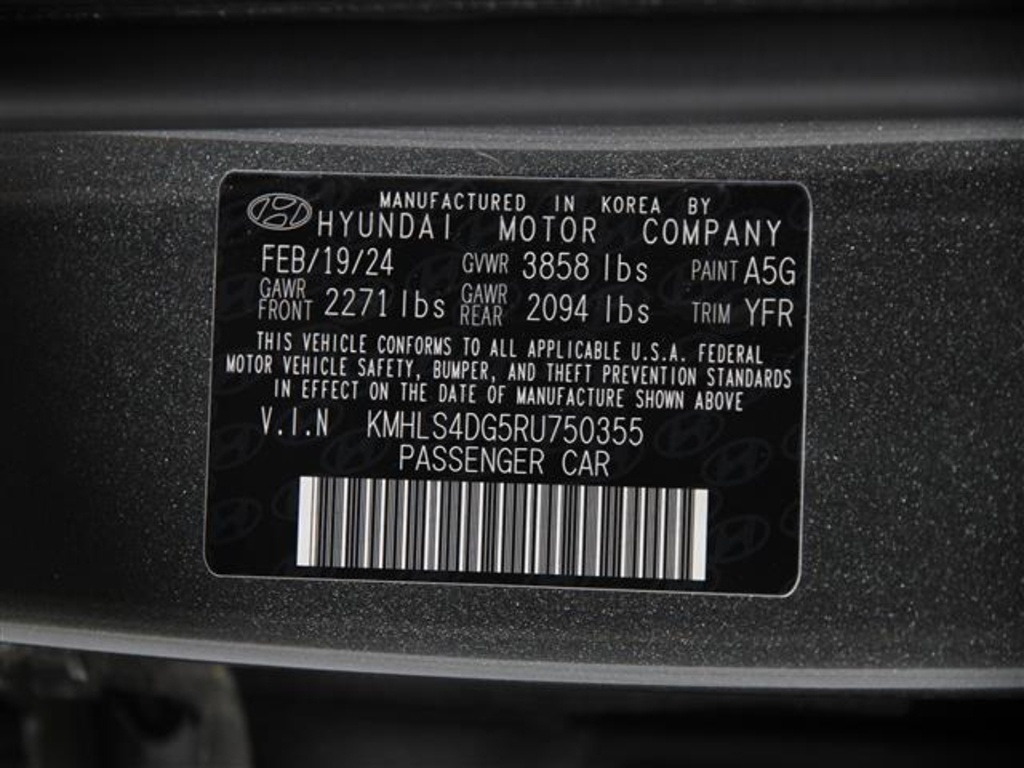 MANUFACTURED IN KOREA BY
HYUNDAI MOTOR COMPANY
FEB/19/24 GVWR 3858 lbs PAINT A5G
GAWR FRONT 2271 lbs GAWR REAR 2094 lbs TRIM YFR
THIS VEHICLE CONFORMS TO ALL APPLICABLE U.S.A. FEDERAL
MOTOR VEHICLE SAFETY, BUMPER, AND THEFT PREVENTION STANDARDS
IN EFFECT ON THE DATE OF MANUFACTURE SHOWN ABOVE
V.I.N KMHLS4DG5RU750355
PASSENGER CAR